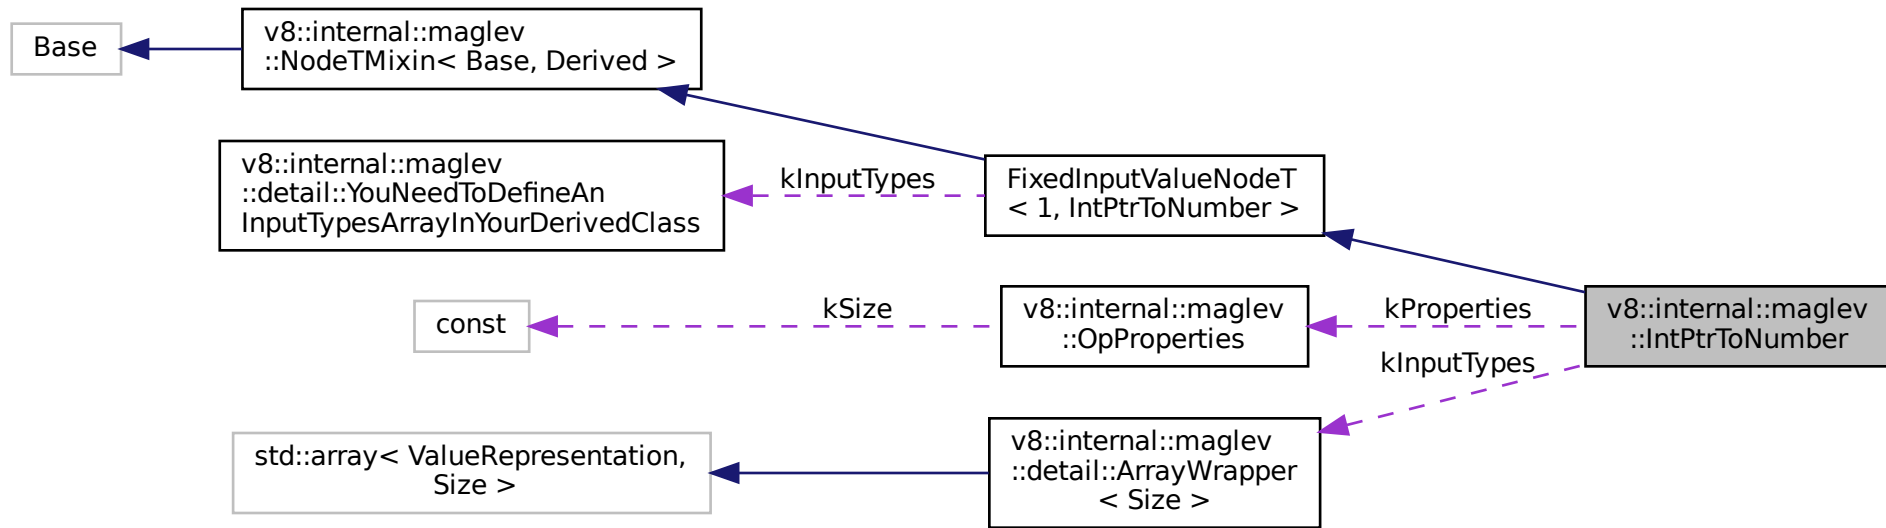 Base
v8::internal::maglev
::NodeTMixin< Base, Derived >
v8::internal::maglev
::detail::YouNeedToDefineAn
InputTypesArrayInYourDerivedClass
kInputTypes
FixedInputValueNodeT
< 1, IntPtrToNumber >
const
kSize
v8::internal::maglev
::OpProperties
kProperties
v8::internal::maglev
::IntPtrToNumber
kInputTypes
std::array< ValueRepresentation,
Size >
v8::internal::maglev
::detail::ArrayWrapper
< Size >